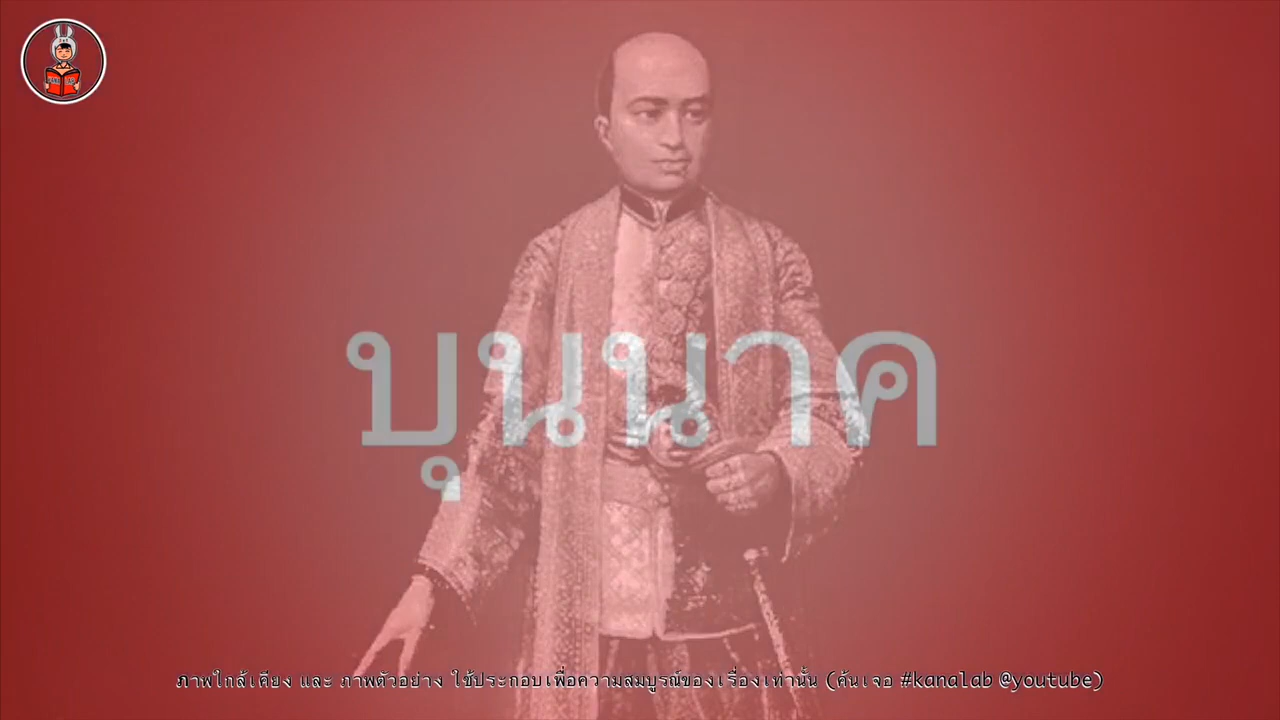 บุนนาค
ภาพใกล้เคียง และ ภาพตัวอย่าง ใช้ประกอบเพื่อความสมบูรณ์ของเรื่องเท่านั้น (ค้นเจอ #kanalab @youtube)